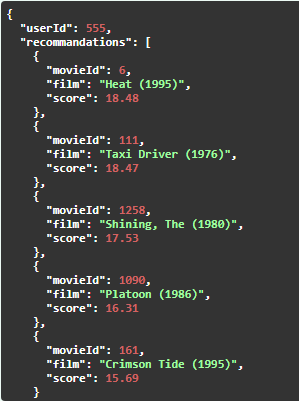 {
  "userId": 555,
  "recommandations": [
    {
      "movieId": 6,
      "film": "Heat (1995)",
      "score": 18.48
    },
    {
      "movieId": 111,
      "film": "Taxi Driver (1976)",
      "score": 18.47
    },
    {
      "movieId": 1258,
      "film": "Shining, The (1980)",
      "score": 17.53
    },
    {
      "movieId": 1090,
      "film": "Platoon (1986)",
      "score": 16.31
    },
    {
      "movieId": 161,
      "film": "Crimson Tide (1995)",
      "score": 15.69
    }